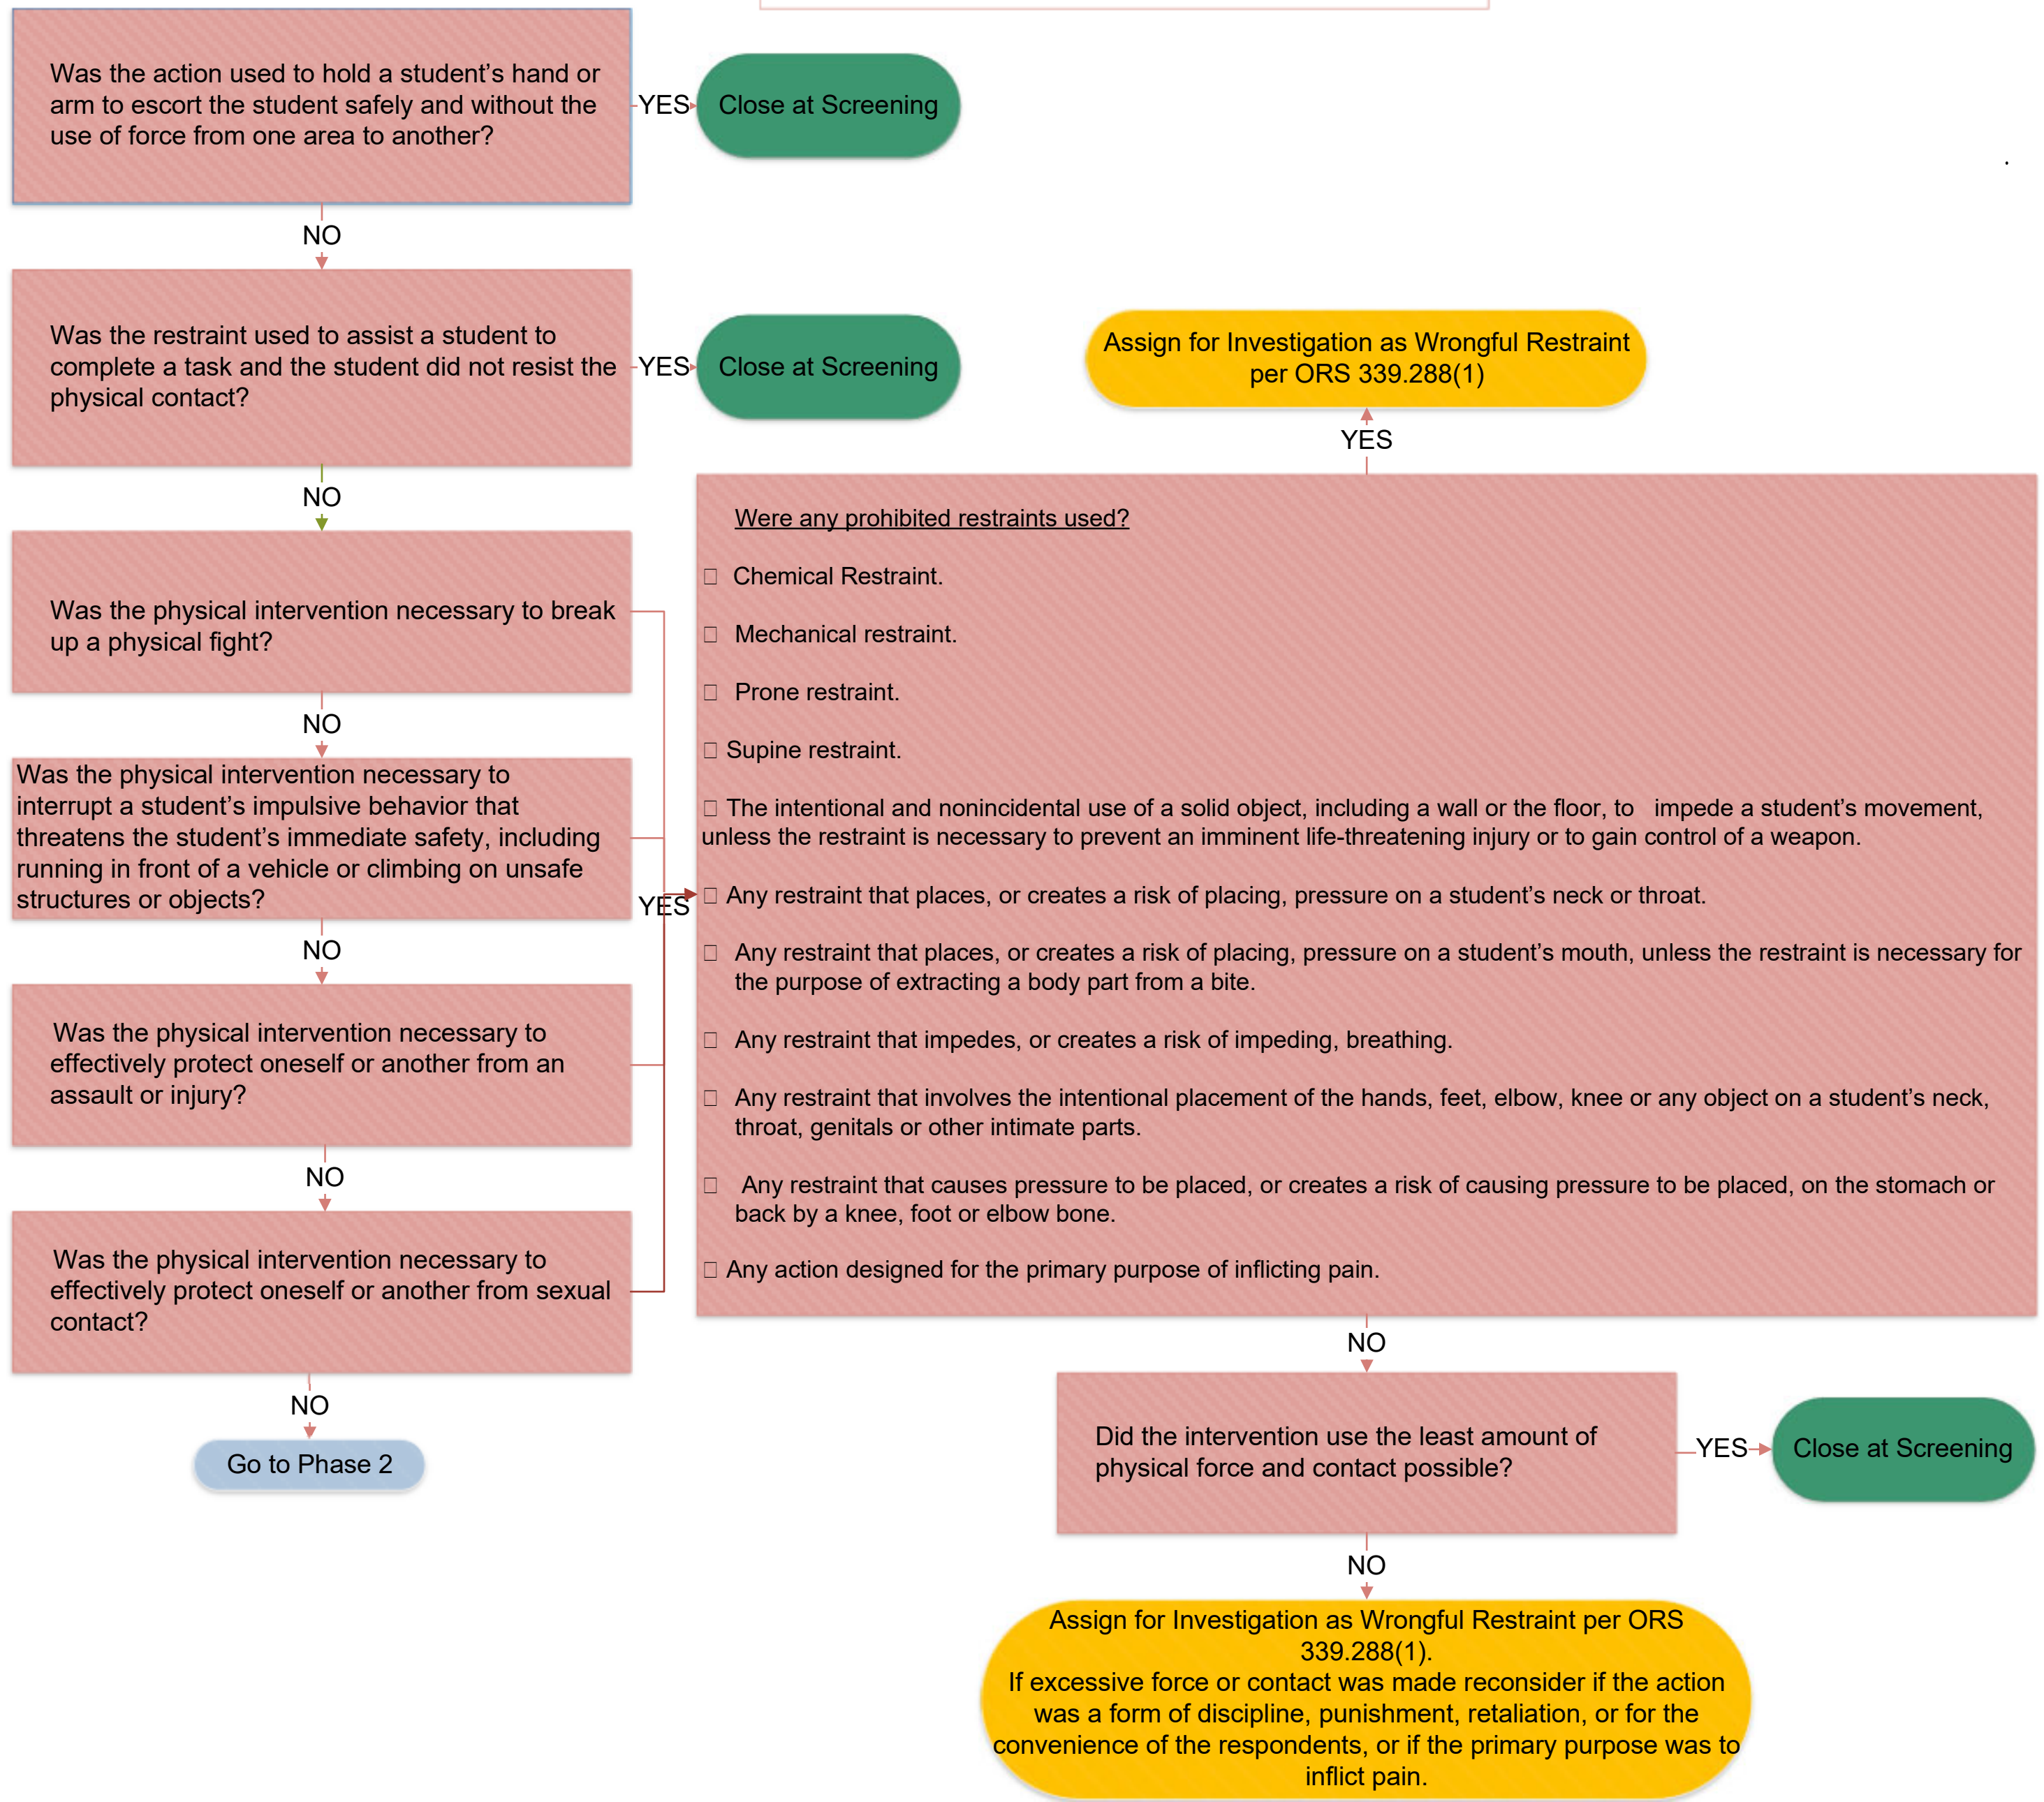 Was the action used to hold a student’s hand or
arm to escort the student safely and without the
use of force from one area to another?
YES
Close at Screening
.
NO
Was the restraint used to assist a student to
complete a task and the student did not resist the
physical contact?
YES
Close at Screening
NO
Was the physical intervention necessary to break
up a physical fight?
NO
Was the physical intervention necessary to
interrupt a student’s impulsive behavior that
threatens the student’s immediate safety, including
running in front of a vehicle or climbing on unsafe
structures or objects?
YES
NO
Was the physical intervention necessary to
effectively protect oneself or another from an
assault or injury?
NO
Was the physical intervention necessary to
effectively protect oneself or another from sexual
contact?
NO
Go to Phase 2
Assign for Investigation as Wrongful Restraint
per ORS 339.288(1)
YES
Were any prohibited restraints used?
Chemical Restraint.
Mechanical restraint.
Prone restraint.
Supine restraint.
The intentional and nonincidental use of a solid object, including a wall or the floor, to impede a student’s movement,
unless the restraint is necessary to prevent an imminent life-threatening injury or to gain control of a weapon.
Any restraint that places, or creates a risk of placing, pressure on a student’s neck or throat.
Any restraint that places, or creates a risk of placing, pressure on a student’s mouth, unless the restraint is necessary for
the purpose of extracting a body part from a bite.
Any restraint that impedes, or creates a risk of impeding, breathing.
Any restraint that involves the intentional placement of the hands, feet, elbow, knee or any object on a student’s neck,
throat, genitals or other intimate parts.
Any restraint that causes pressure to be placed, or creates a risk of causing pressure to be placed, on the stomach or
back by a knee, foot or elbow bone.
Any action designed for the primary purpose of inflicting pain.
NO
Did the intervention use the least amount of
physical force and contact possible?
YES
Close at Screening
NO
Assign for Investigation as Wrongful Restraint per ORS
339.288(1).
If excessive force or contact was made reconsider if the action
was a form of discipline, punishment, retaliation, or for the
convenience of the respondents, or if the primary purpose was to
inflict pain.